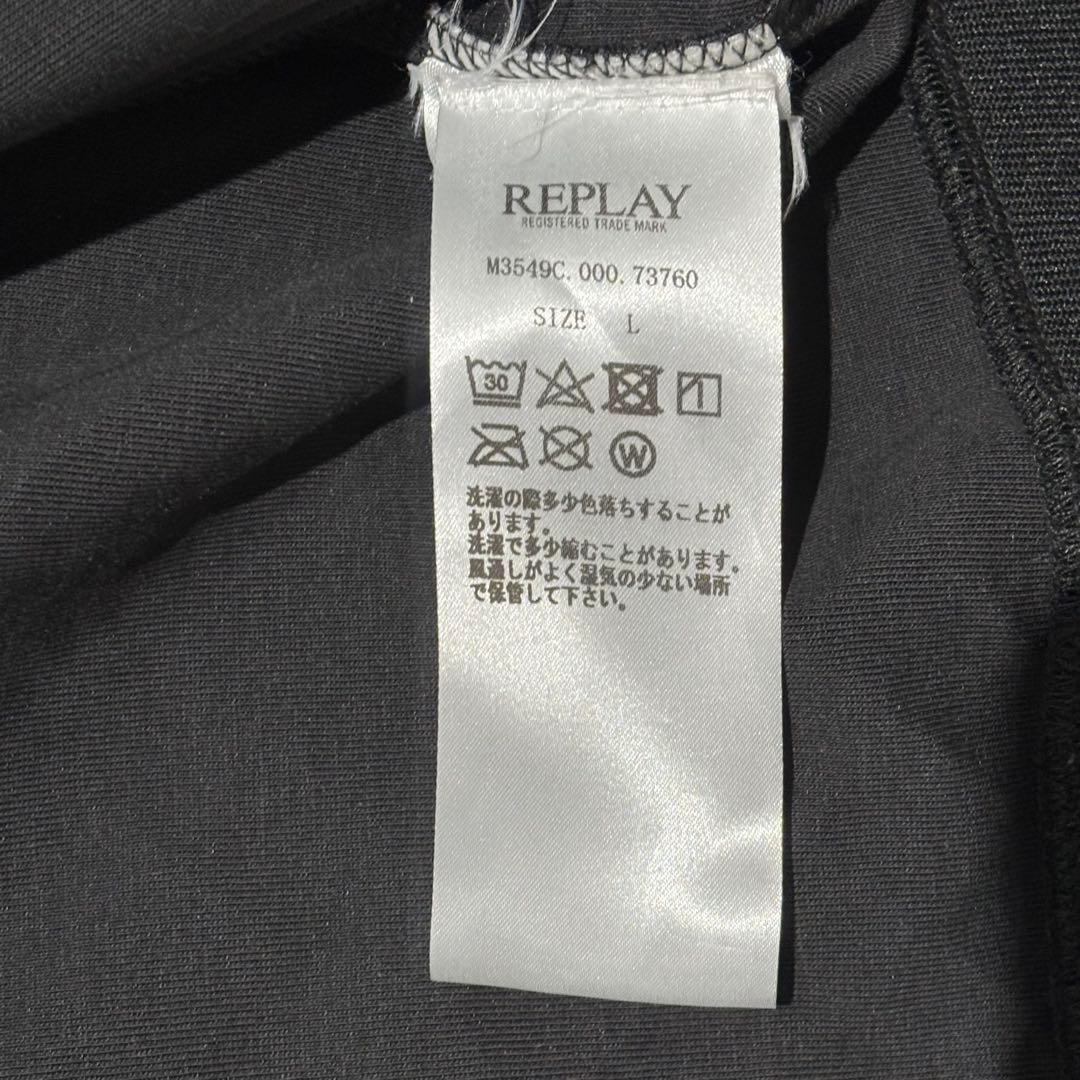 REPLAY
REGISTERED TRADE MARK
M3549C.000.73760
SIZE L
30
W
洗濯の際多少色落ちすることが
あります。
洗濯で多少縮むことがあります。
風通しがよく湿気の少ない場所
で保管して下さい。